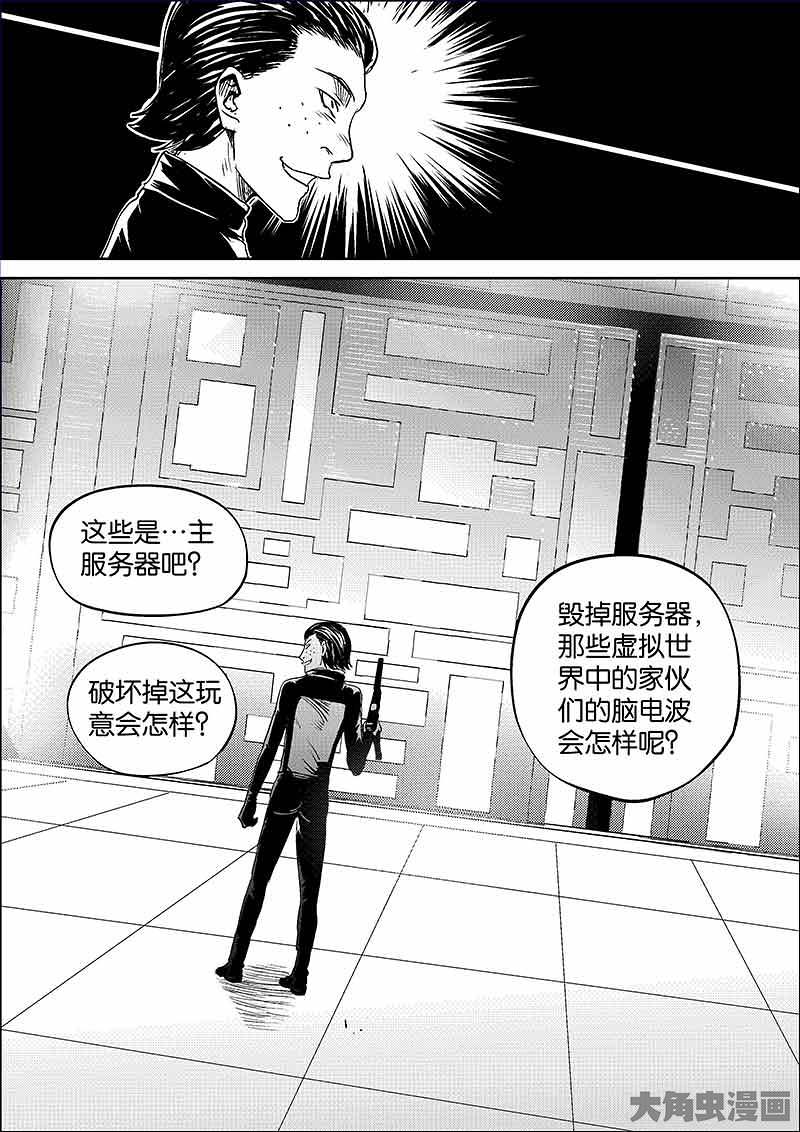 这些是…主
服务器吧？
破坏掉这玩
意会怎样？
毁掉服务器，
那些虚拟世
界中的家伙
们的脑电波
会怎样呢？
大角虫漫画